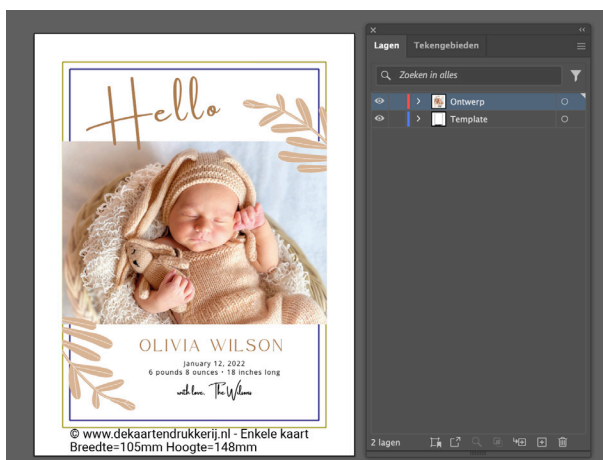 Hello
OLIVIA WILSON
January 12, 2022
6 pounds 8 ounces • 18 inches long
with love, The Wilsons
© www.dekaartendrukkerij.nl - Enkele kaart
Breedte=105mm Hoogte=148mm
Lagen Tekengebieden
Zoeken in alles
Ontwerp
Template
2 lagen